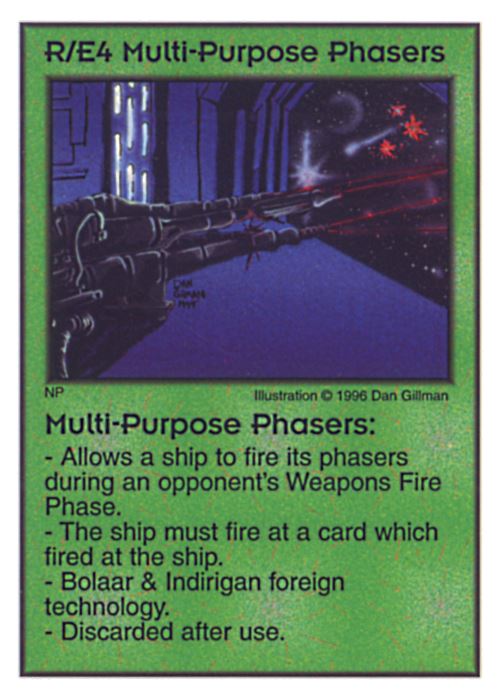 R/E4 Multi-Purpose Phasers
DAN
GILLMAN
NP
Illustration © 1996 Dan Gillman
Multi-Purpose Phasers:
- Allows a ship to fire its phasers
during an opponent's Weapons Fire
Phase.
- The ship must fire at a card which
fired at the ship.
- Bolaar & Indirigan foreign
technology.
- Discarded after use.